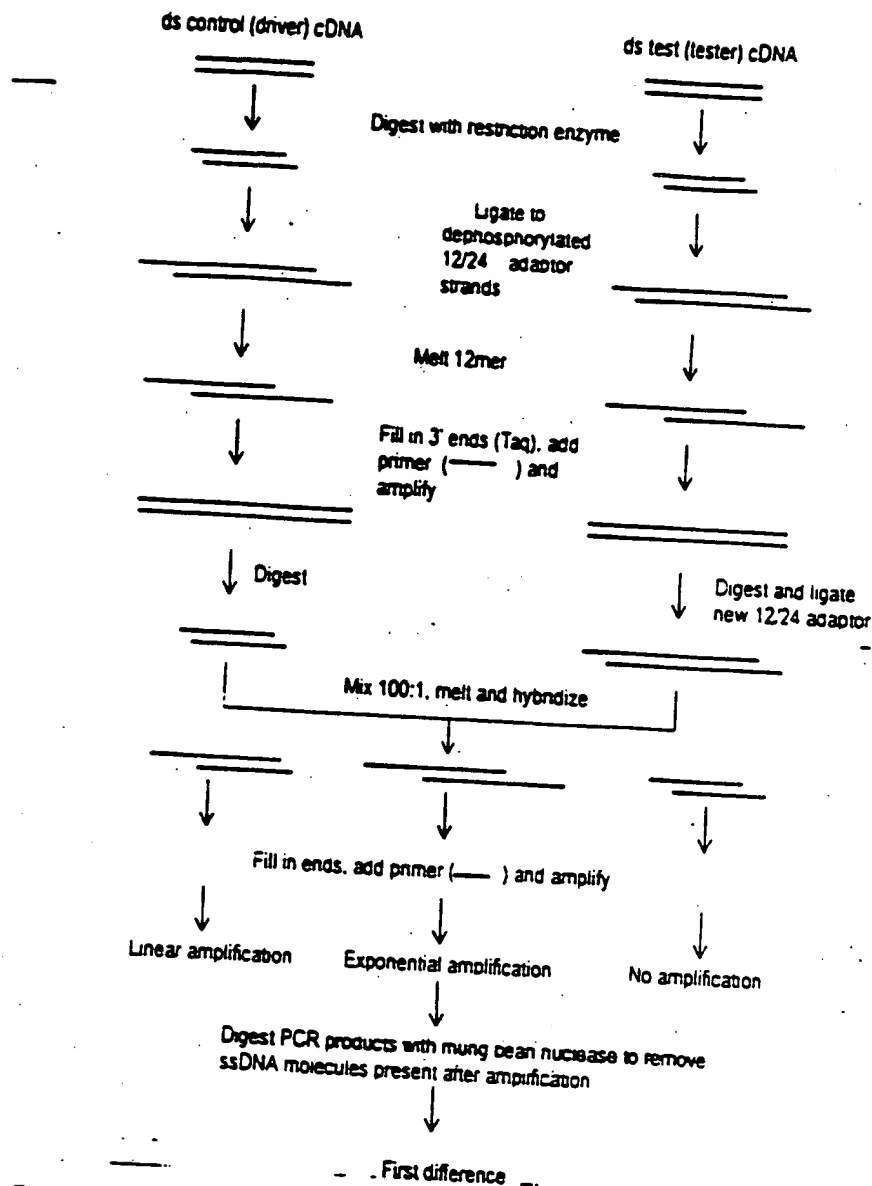 ds control (driver) cDNA
ds test (tester) cDNA
Digest with restriction enzyme
Ligate to
dephosphorylated
12/24 adaptor
strands
Melt 12mer
Fill in 3' ends (Taq), add
primer ( ) and
amplify
Digest
Digest and ligate
new 12/24 adaptor
Mix 100:1, melt and hybridize
Fill in ends, add primer ( ) and amplify
Linear amplification
Exponential amplification
No amplification
Digest PCR products with mung bean nuclease to remove
ssDNA molecules present after amplification
First difference